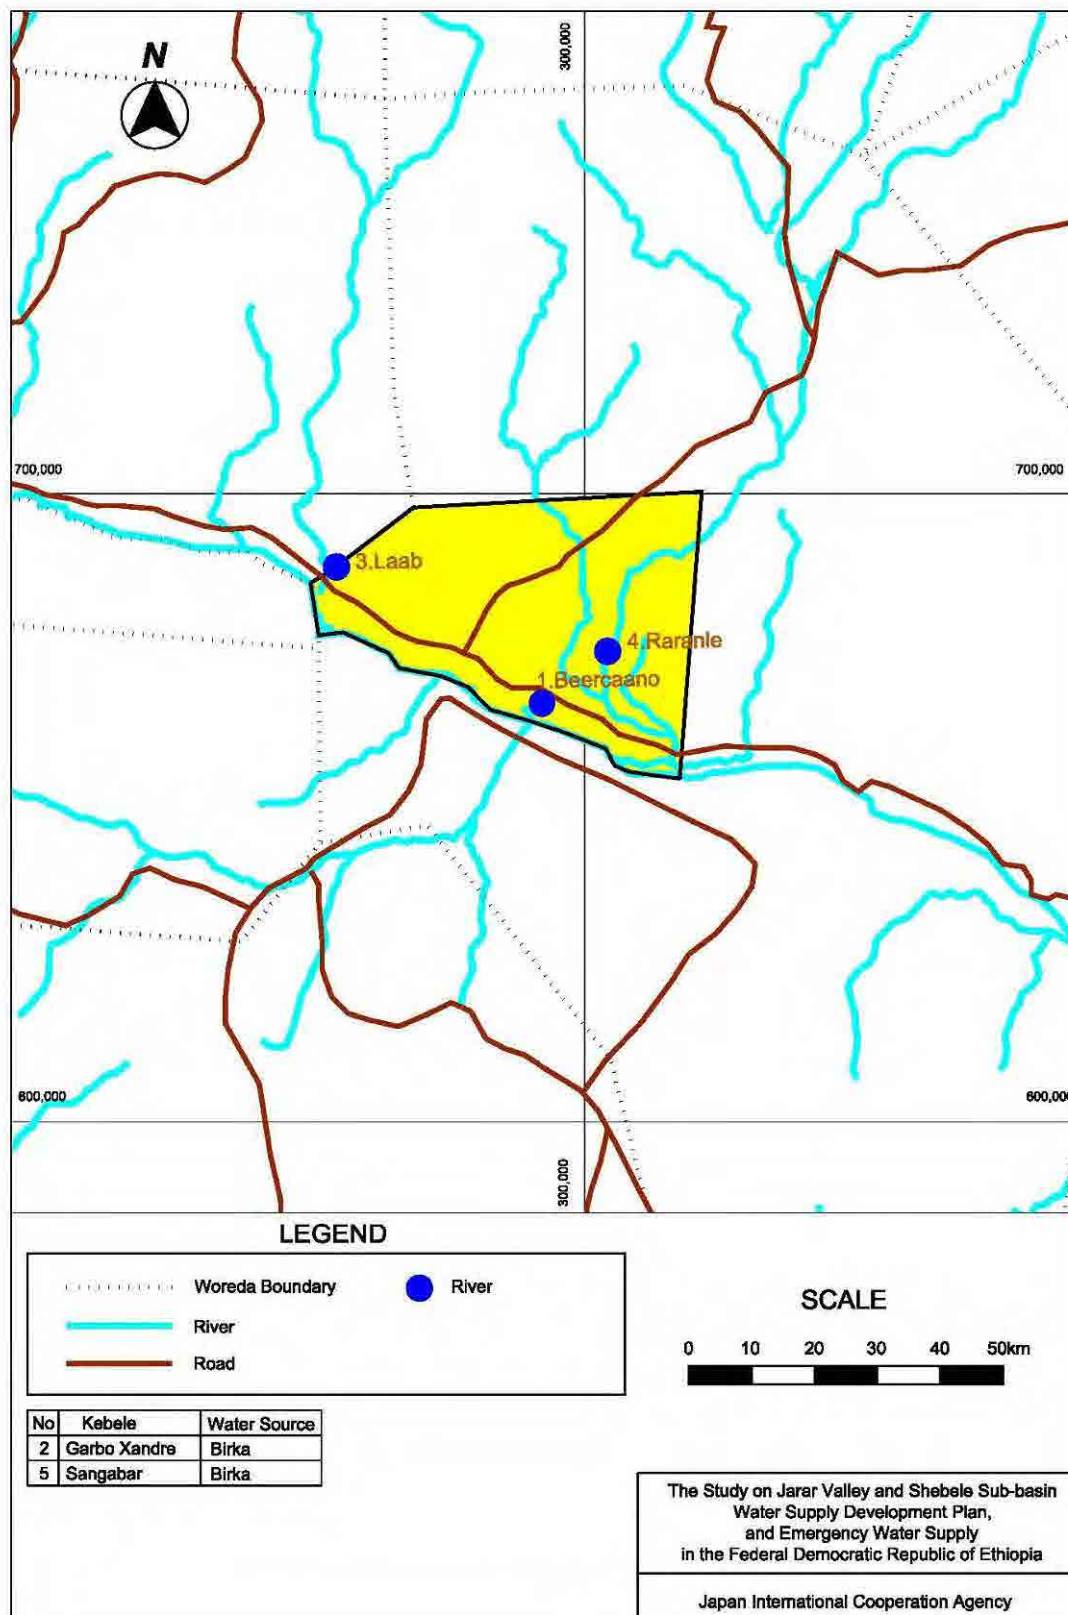 N
300,000
700,000
700,000
3.Laab
4.Raranle
1.Beercaano
600,000
600,000
300,000
LEGEND
Woreda Boundary
River
River
Road
SCALE
0 10 20 30 40 50km
No Kebele Water Source
2 Garbo Xandre Birka
5 Sangabar Birka
The Study on Jarar Valley and Shebele Sub-basin
Water Supply Development Plan,
and Emergency Water Supply
in the Federal Democratic Republic of Ethiopia
Japan International Cooperation Agency